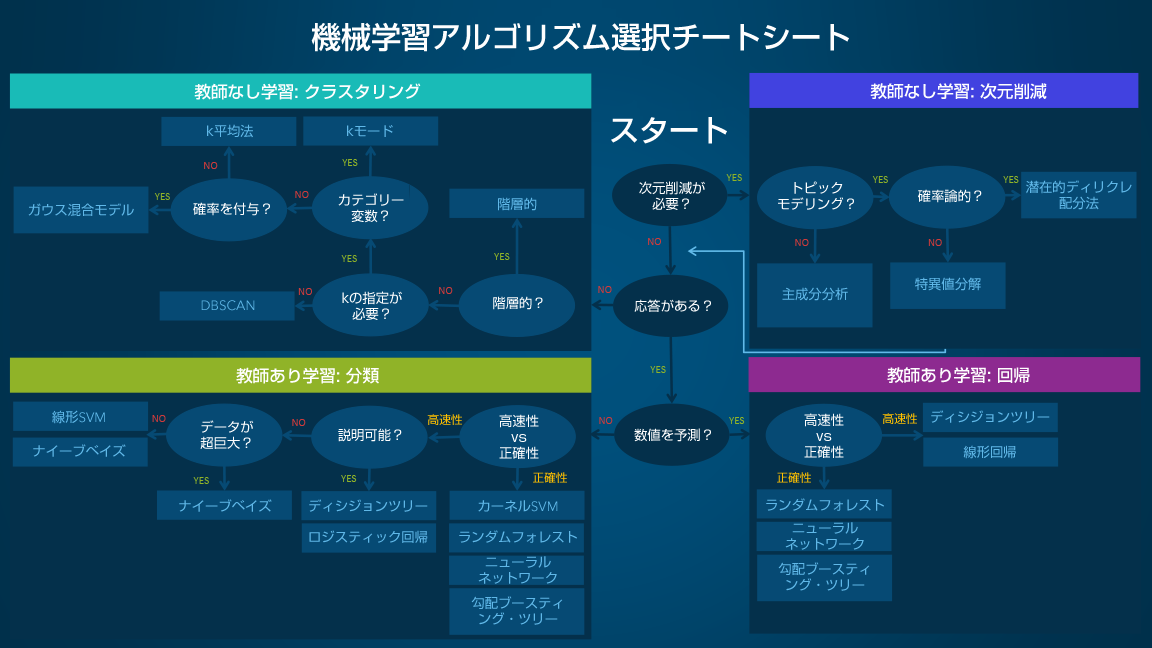 機械学習アルゴリズム選択チートシート
教師なし学習: クラスタリング
k平均法
kモード
NO
YES
ガウス混合モデル
YES
確率を付与？
NO
カテゴリー
変数？
階層的
YES
YES
DBSCAN
NO
kの指定が
必要？
NO
階層的？
スタート
次元削減が
必要？
YES
NO
NO
応答がある？
YES
NO
数値を予測？
YES
教師なし学習: 次元削減
トピック
モデリング？
YES
確率論的？
YES
潜在的ディリクレ
配分法
NO
NO
主成分分析
特異値分解
教師あり学習: 分類
線形SVM
ナイーブベイズ
NO
データが
超巨大？
NO
説明可能？
高速性
高速性
vs
正確性
YES
YES
正確性
ナイーブベイズ
ディシジョンツリー
ロジスティック回帰
カーネルSVM
ランダムフォレスト
ニューラル
ネットワーク
勾配ブースティ
ング・ツリー
教師あり学習: 回帰
高速性
vs
正確性
高速性
ディシジョンツリー
線形回帰
正確性
ランダムフォレスト
ニューラル
ネットワーク
勾配ブースティ
ング・ツリー